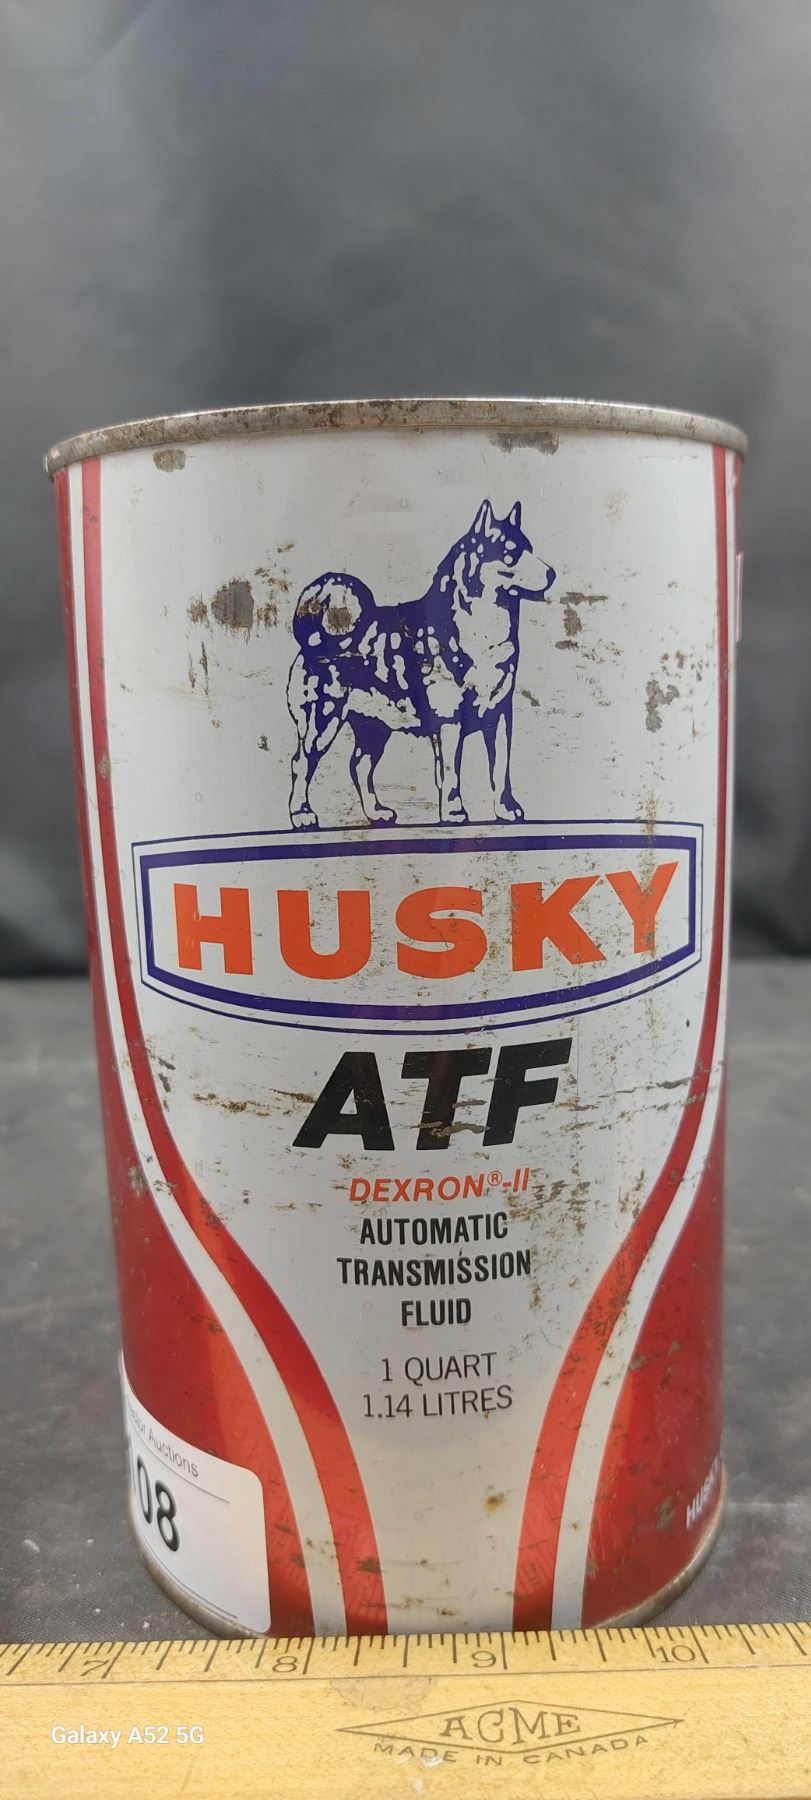 HUSKY
ATF
DEXRON®-II
AUTOMATIC
TRANSMISSION
FLUID
1 QUART
1.14 LITRES
Auctions
108
7 8 9 10
ACME
MADE IN CANADA
Galaxy A52 5G